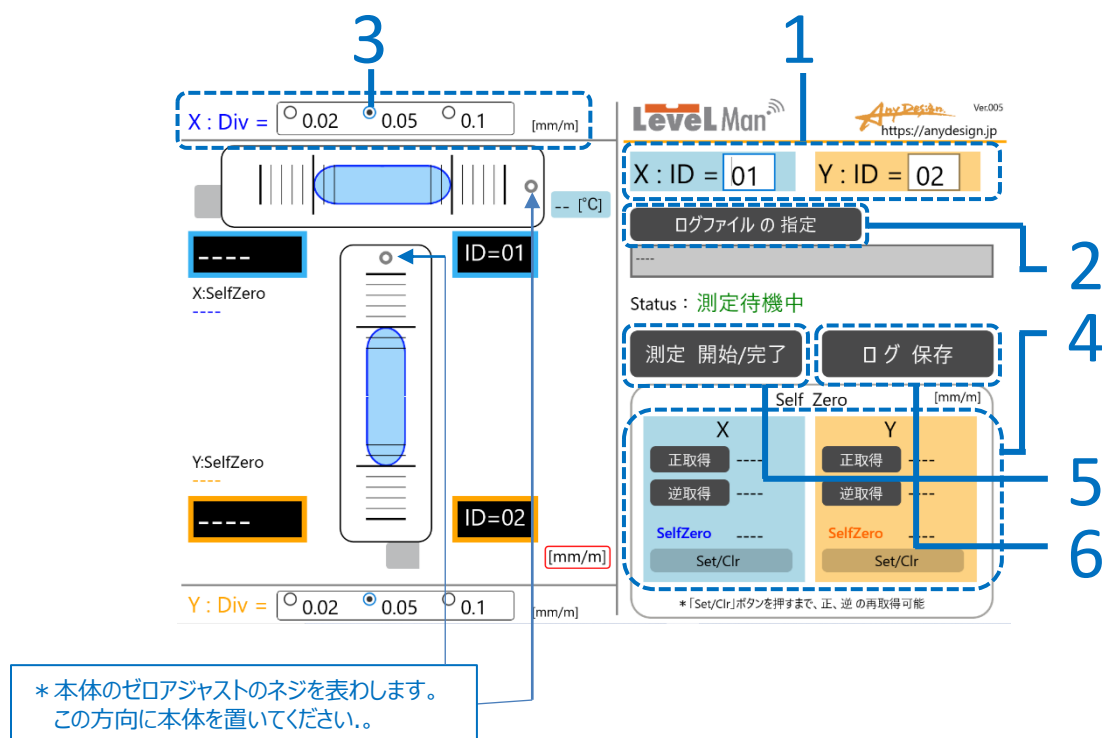 3
1
X : Div =
0.02
0.05
0.1
[mm/m]
LeveL Man
AnyDesign
Ver.005
https://anydesign.jp
X : ID = 01
Y : ID = 02
-- [℃]
ログファイル の 指定
2
----
ID=01
----
X:SelfZero
----
Status : 測定待機中
4
測定 開始/完了
ログ 保存
Self Zero
[mm/m]
X
正取得 ----
逆取得 ----
SelfZero ----
Set/Clr
Y
正取得 ----
逆取得 ----
SelfZero ----
Set/Clr
5
6
Y:SelfZero
----
----
ID=02
[mm/m]
*「Set/Clr」ボタンを押すまで、正、逆 の再取得可能
Y : Div =
0.02
0.05
0.1
[mm/m]
*本体のゼロアジャストのネジを表わします。
この方向に本体を置いてください.。